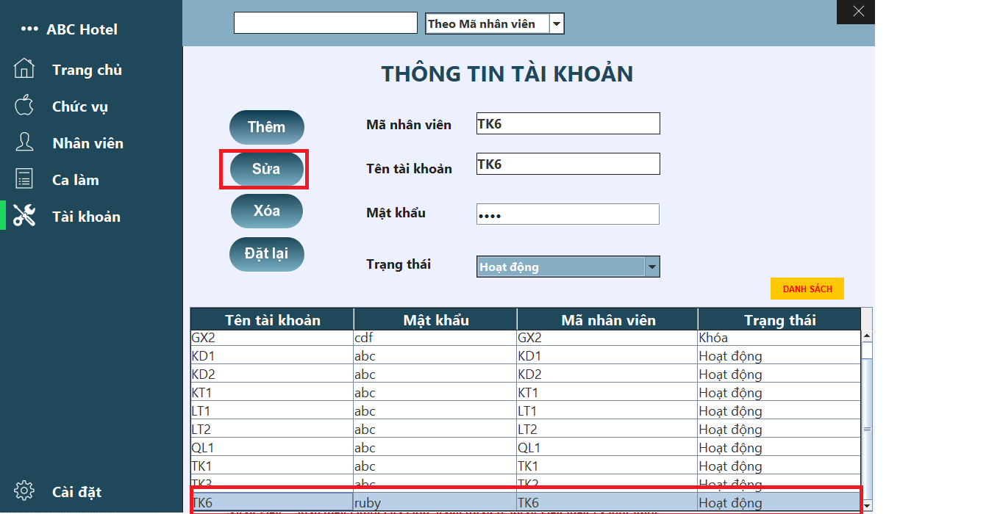 ABC Hotel
Theo Mã nhân viên
Trang chủ
Chức vụ
Nhân viên
Ca làm
Tài khoản
Cài đặt
THÔNG TIN TÀI KHOẢN
Thêm
Sửa
Xóa
Đặt lại
Mã nhân viên TK6
Tên tài khoản TK6
Mật khẩu ••••
Trạng thái Hoạt động
DANH SÁCH
Tên tài khoản Mật khẩu Mã nhân viên Trạng thái
GX2 cdf GX2 Khóa
KD1 abc KD1 Hoạt động
KD2 abc KD2 Hoạt động
KT1 abc KT1 Hoạt động
LT1 abc LT1 Hoạt động
LT2 abc LT2 Hoạt động
QL1 abc QL1 Hoạt động
TK1 abc TK1 Hoạt động
TK3 abc TK2 Hoạt động
TK6 ruby TK6 Hoạt động